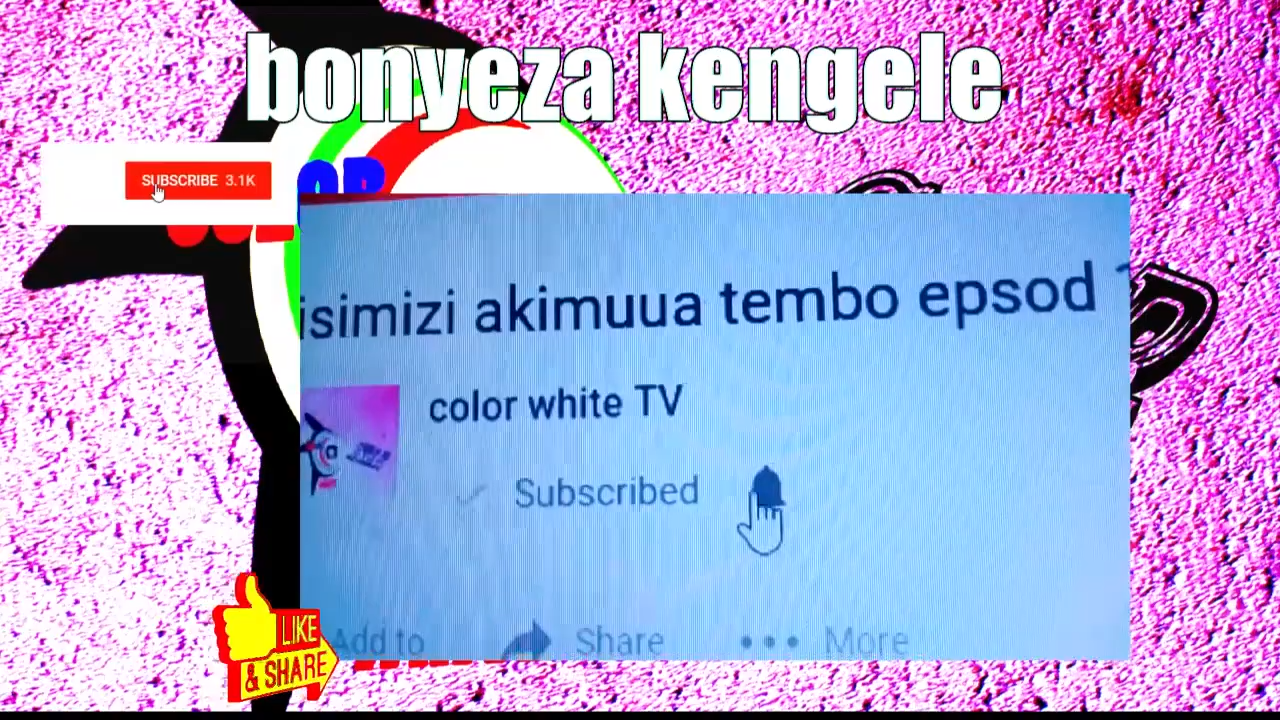 bonyeza kengele
SUBSCRIBE 3.1K
isimizi akimuua tembo epsod
color white TV
Subscribed
Add to
Share
More
LIKE
& SHARE